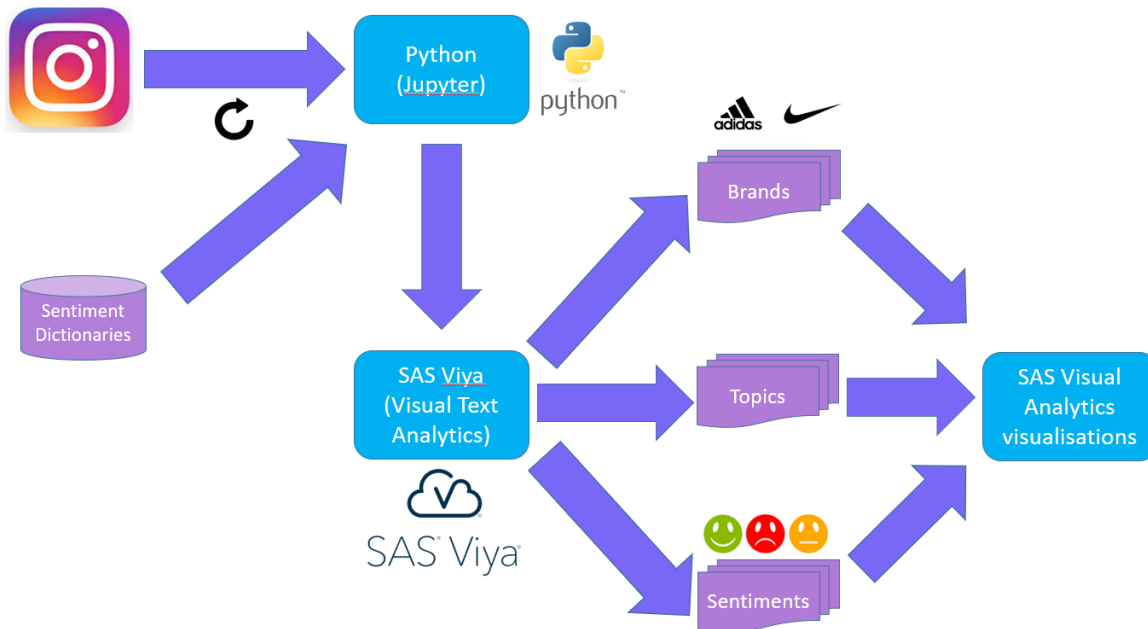 Python
(Jupyter)
python™
adidas
Brands
Sentiment
Dictionaries
SAS Viya
(Visual Text
Analytics)
Topics
SAS Visual
Analytics
visualisations
SAS® Viya®
Sentiments